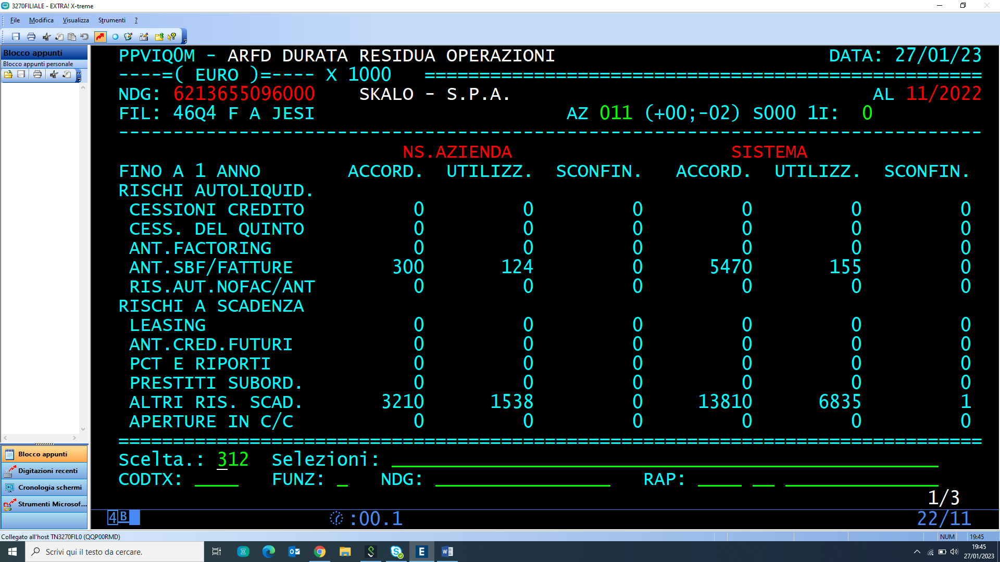 3270FILIALE - EXTRA! X-treme
File Modifica Visualizza Strumenti ?
Blocco appunti
Blocco appunti personale
PPVIQ0M - ARFD DURATA RESIDUA OPERAZIONI DATA: 27/01/23
----=( EURO )=---- X 1000 ===================================================
NDG: 6213655096000 SKALO - S.P.A. AL 11/2022
FIL: 46Q4 F A JESI AZ 011 (+00;-02) S000 1I: 0
-------------------------------------------------------------------------------
NS.AZIENDA SISTEMA
FINO A 1 ANNO ACCORD. UTILIZZ. SCONFIN. ACCORD. UTILIZZ. SCONFIN.
RISCHI AUTOLIQUID.
CESSIONI CREDITO 0 0 0 0 0 0
CESS. DEL QUINTO 0 0 0 0 0 0
ANT.FACTORING 0 0 0 0 0 0
ANT.SBF/FATTURE 300 124 0 5470 155 0
RIS.AUT.NOFAC/ANT 0 0 0 0 0 0
RISCHI A SCADENZA
LEASING 0 0 0 0 0 0
ANT.CRED.FUTURI 0 0 0 0 0 0
PCT E RIPORTI 0 0 0 0 0 0
PRESTITI SUBORD. 0 0 0 0 0 0
ALTRI RIS. SCAD. 3210 1538 0 13810 6835 1
APERTURE IN C/C 0 0 0 0 0 0
===============================================================================
Scelta.: 312 Selezioni: __________________________________________________
CODTX: ____ FUNZ: _ NDG: ________________ RAP: ____ __ ______________
1/3
4B :00.1 22/11
Blocco appunti
Digitazioni recenti
Cronologia schermi
Strumenti Microsof...
Collegato all'host TN3270FIL0 (QQP00RMD) NUM 19:45
Scrivi qui il testo da cercare.
19:45
27/01/2023